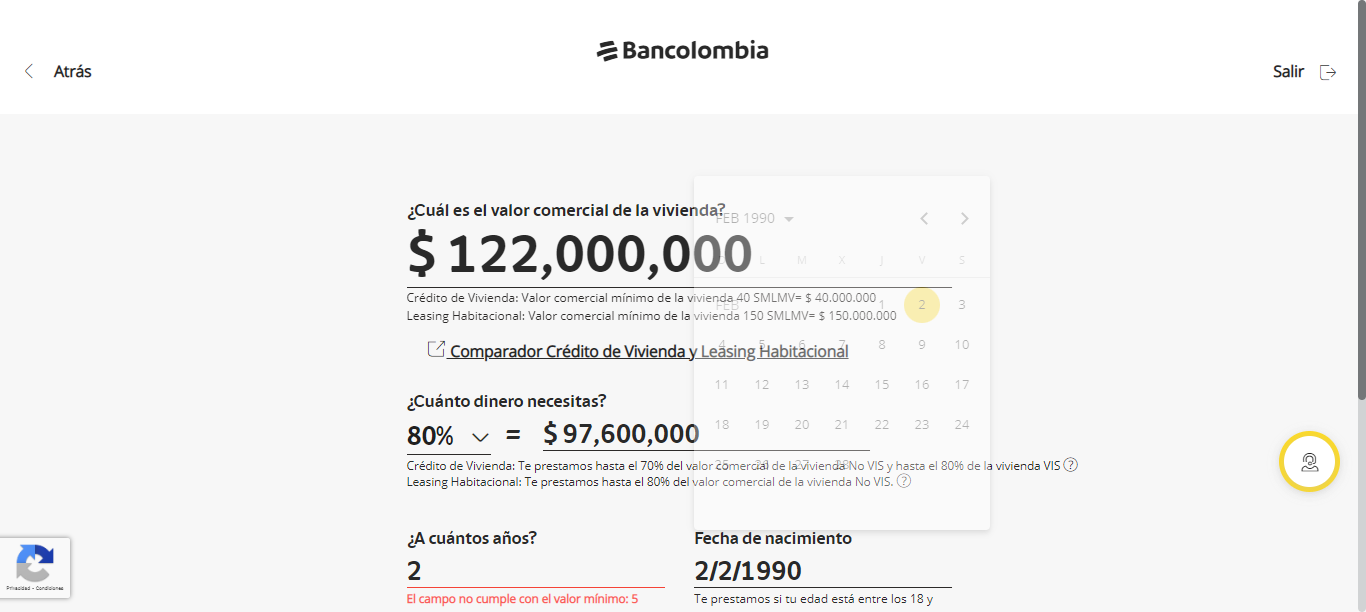 Bancolombia
Atrás
Salir
¿Cuál es el valor comercial de la vivienda?
$ 122,000,000
Crédito de Vivienda: Valor comercial mínimo de la vivienda 40 SMLMV= $ 40.000.000
Leasing Habitacional: Valor comercial mínimo de la vivienda 150 SMLMV= $ 150.000.000
Comparador Crédito de Vivienda y Leasing Habitacional
FEB 1990
L M X J V S
FEB 1 2 3
4 5 6 7 8 9 10
11 12 13 14 15 16 17
18 19 20 21 22 23 24
25 26 27 28
¿Cuánto dinero necesitas?
80% = $ 97,600,000
Crédito de Vivienda: Te prestamos hasta el 70% del valor comercial de la vivienda No VIS y hasta el 80% de la vivienda VIS ?
Leasing Habitacional: Te prestamos hasta el 80% del valor comercial de la vivienda No VIS. ?
¿A cuántos años?
2
El campo no cumple con el valor mínimo: 5
Fecha de nacimiento
2/2/1990
Te prestamos si tu edad está entre los 18 y
Privacidad - Condiciones